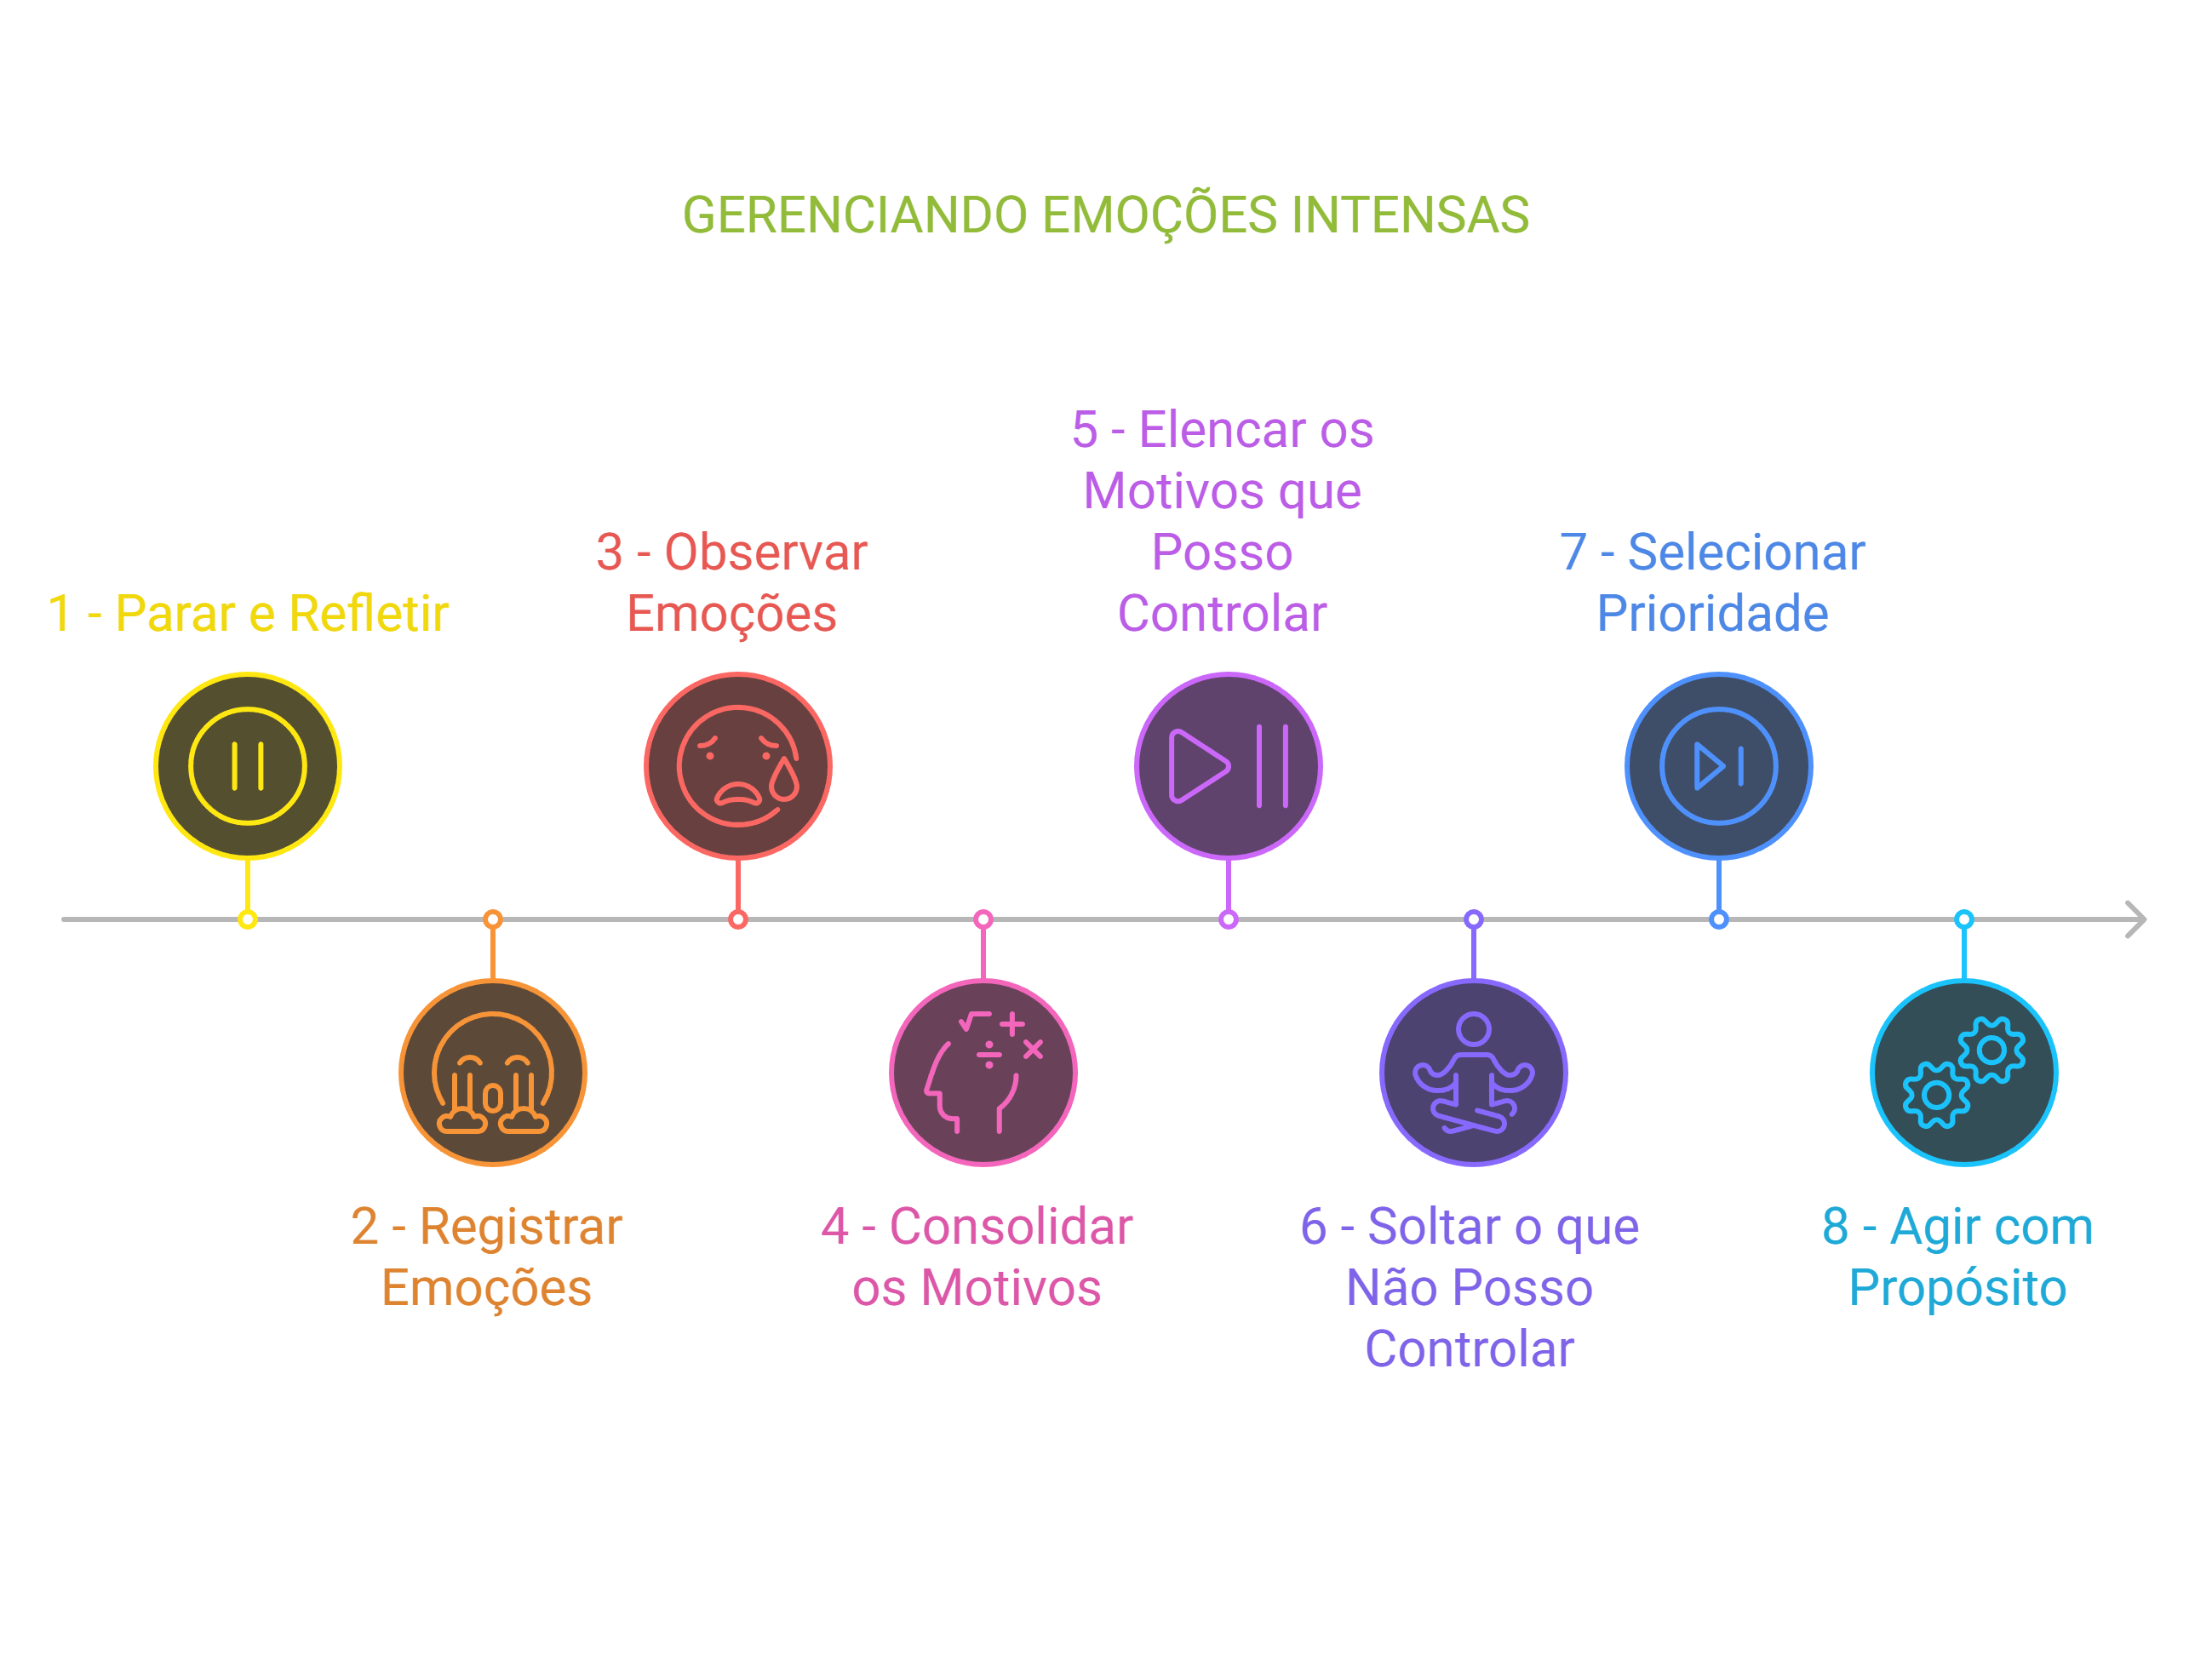 GERENCIANDO EMOÇÕES INTENSAS
1 - Parar e Refletir
2 - Registrar
Emoções
3 - Observar
Emoções
4 - Consolidar
os Motivos
5 - Elencar os
Motivos que
Posso
Controlar
6 - Soltar o que
Não Posso
Controlar
7 - Selecionar
Prioridade
8 - Agir com
Propósito